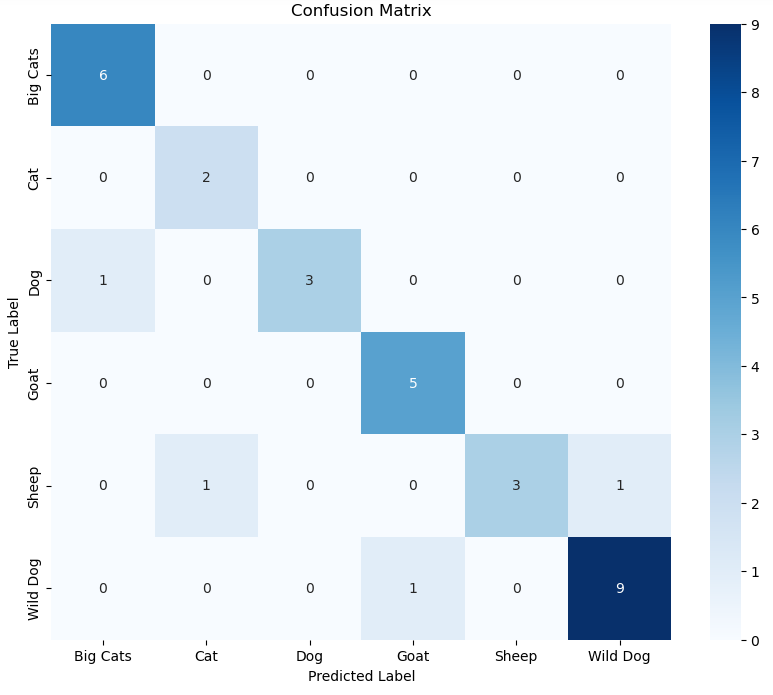 Confusion Matrix
True Label
Big Cats 6 0 0 0 0 0
Cat 0 2 0 0 0 0
Dog 1 0 3 0 0 0
Goat 0 0 0 5 0 0
Sheep 0 1 0 0 3 1
Wild Dog 0 0 0 1 0 9
Big Cats Cat Dog Goat Sheep Wild Dog
Predicted Label
9
8
7
6
5
4
3
2
1
0